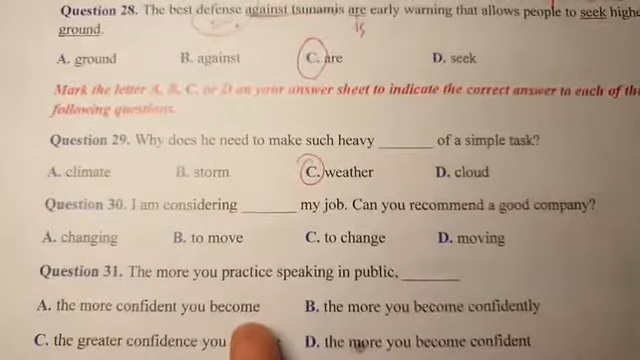 Question 28. The best defense against tsunamis are early warning that allows people to seek highe
is
ground.
A. ground B. against C. are D. seek
Mark the letter A, B, C, or D on your answer sheet to indicate the correct answer to each of the
following questions.
Question 29. Why does he need to make such heavy ______ of a simple task?
A. climate B. storm C. weather D. cloud
Question 30. I am considering ______ my job. Can you recommend a good company?
A. changing B. to move C. to change D. moving
Question 31. The more you practice speaking in public, ______
A. the more confident you become B. the more you become confidently
C. the greater confidence you D. the more you become confident